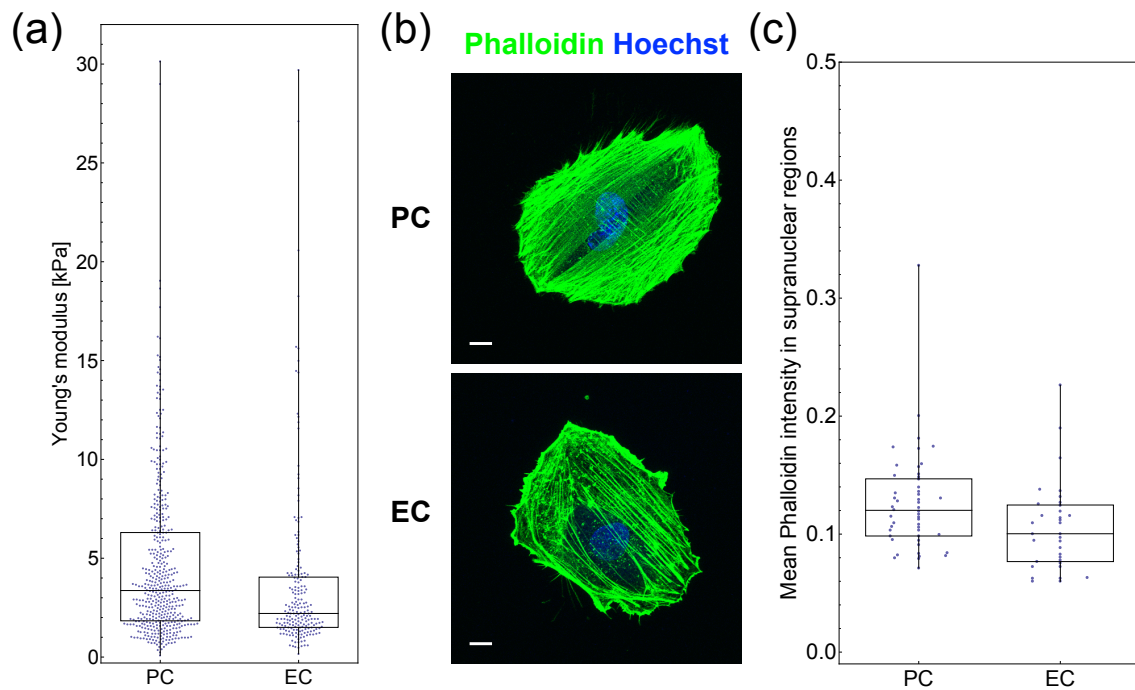 (a)
Young's modulus [kPa]
30
25
20
15
10
5
0
PC
EC
(b)
Phalloidin Hoechst
PC
EC
(c)
Mean Phalloidin intensity in supranuclear regions
0.5
0.4
0.3
0.2
0.1
0.0
PC
EC